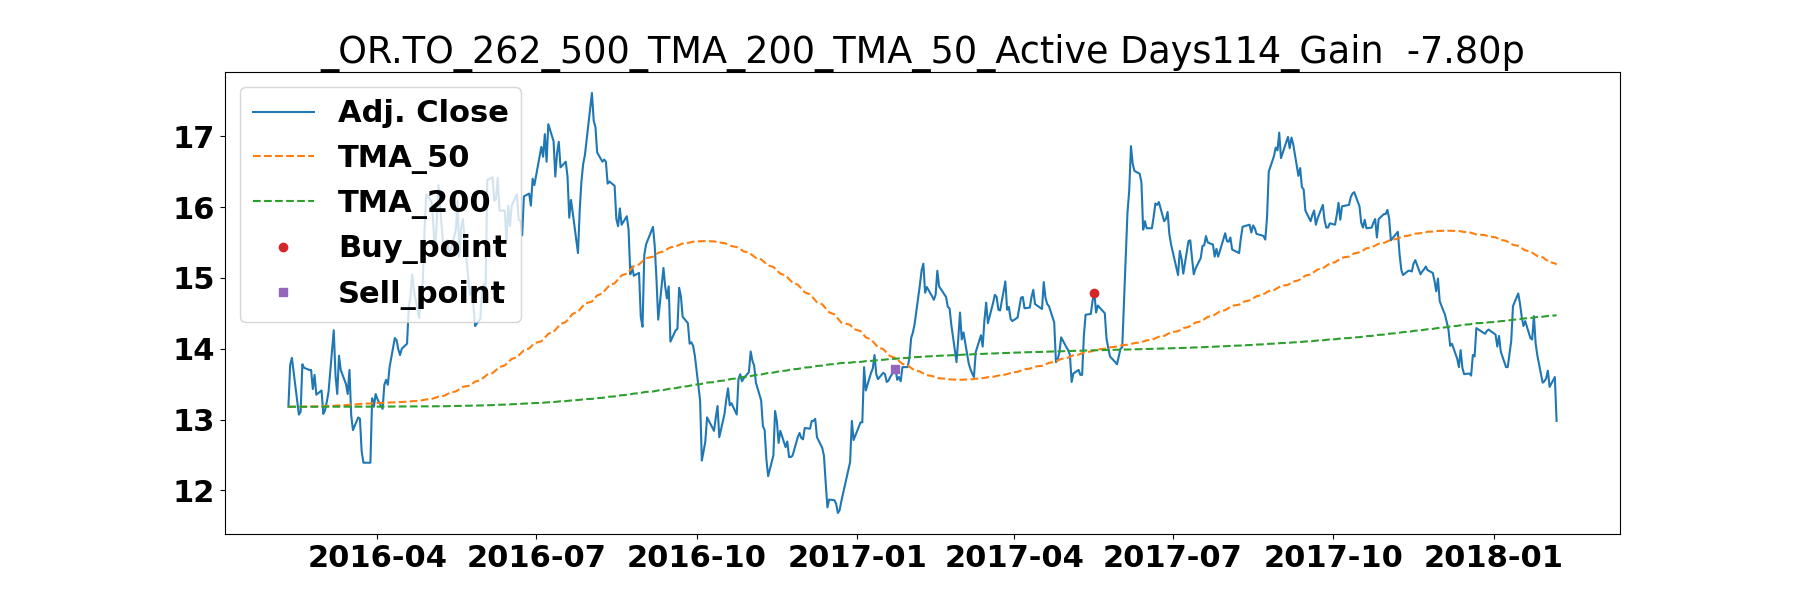 _OR.TO_262_500_TMA_200_TMA_50_Active Days114_Gain  -7.80p
Adj. Close
TMA_50
TMA_200
Buy_point
Sell_point
17
16
15
14
13
12
2016-04 2016-07 2016-10 2017-01 2017-04 2017-07 2017-10 2018-01